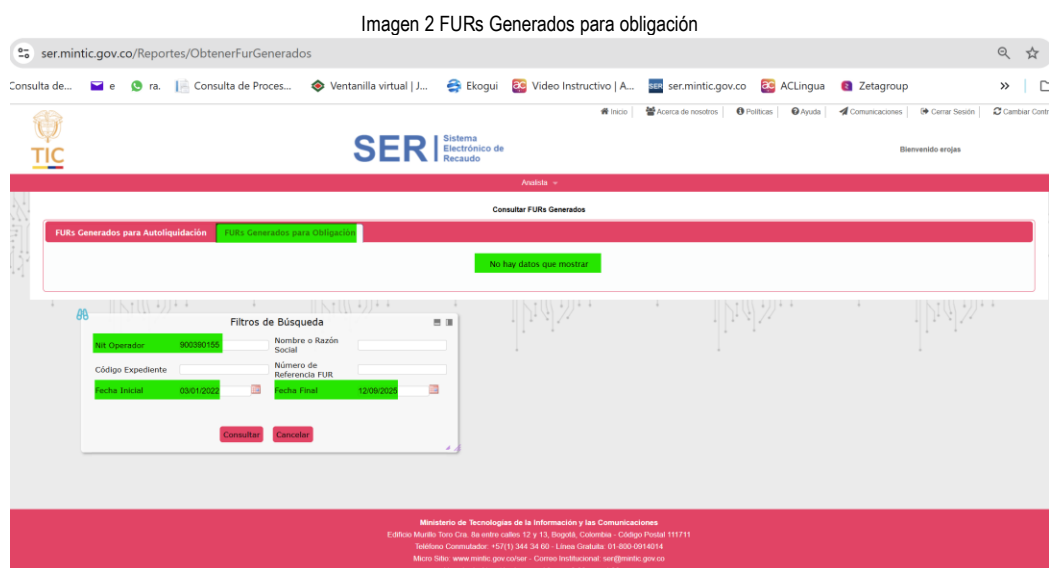 Imagen 2 FURs Generados para obligación
ser.mintic.gov.co/Reportes/ObtenerFurGenerados
Consulta de... e ra. Consulta de Proces... Ventanilla virtual | J... Ekogui Video Instructivo | A... ser.mintic.gov.co ACLingua Zetagroup »
Inicio | Acerca de nosotros | Políticas | Ayuda | Comunicaciones | Cerrar Sesión | Cambiar Contr
TIC
SER | Sistema
Electrónico de
Recaudo
Bienvenido erojas
Analista
Consultar FURs Generados
FURs Generados para Autoliquidación FURs Generados para Obligación
No hay datos que mostrar
Filtros de Búsqueda
Nit Operador 900390155 Nombre o Razón
Social
Código Expediente Número de
Referencia FUR
Fecha Inicial 03/01/2022 Fecha Final 12/09/2025
Consultar Cancelar
Ministerio de Tecnologías de la Información y las Comunicaciones
Edificio Murillo Toro Cra. 8a entre calles 12 y 13, Bogotá, Colombia - Código Postal 111711
Teléfono Conmutador: +57(1) 344 34 60 - Línea Gratuita: 01-800-0914014
Micro Sitio: www.mintic.gov.co/ser - Correo Institucional: ser@mintic.gov.co